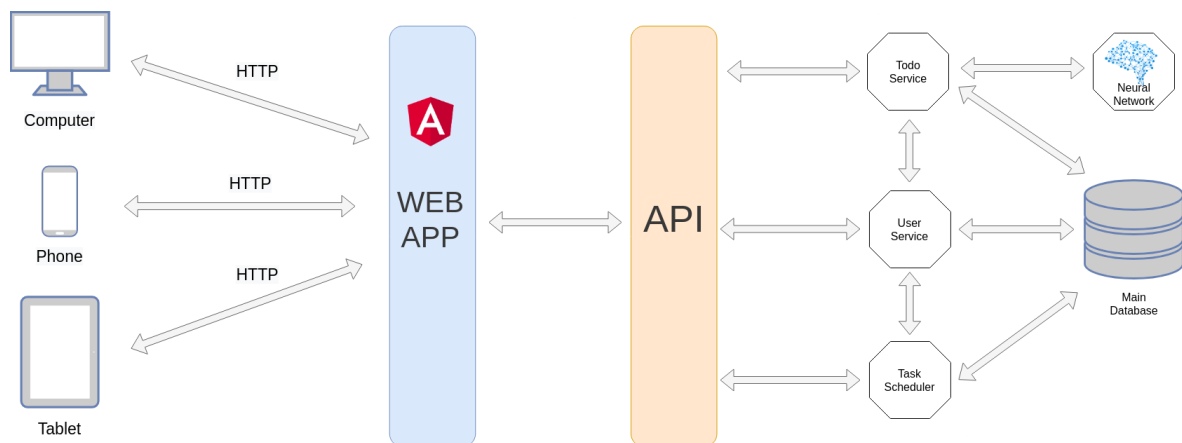 Computer
Phone
Tablet
HTTP
HTTP
HTTP
A
WEB
APP
API
Todo
Service
User
Service
Task
Scheduler
Neural
Network
Main
Database